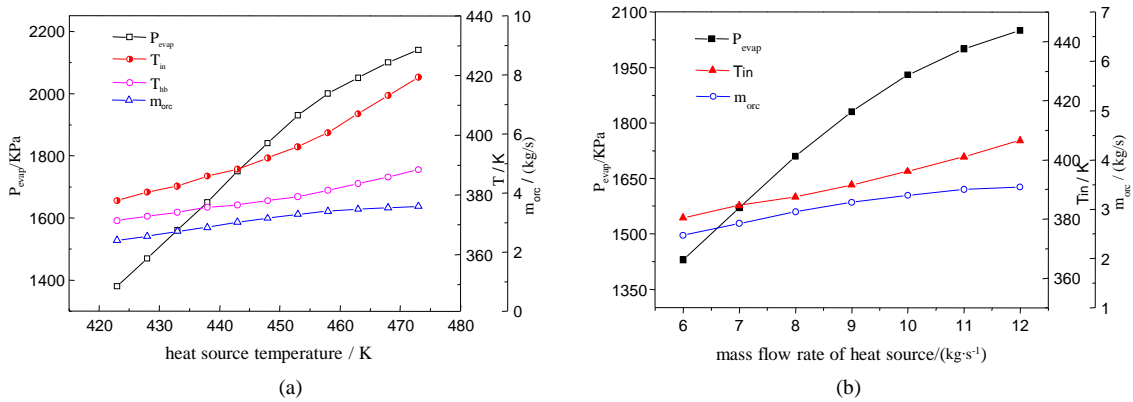 2200
2000
1800
1600
1400
P_evap/KPa
P_evap
T_in
T_hb
m_orc
440
420
400
380
360
T / K
10
8
6
4
2
0
m_orc / (kg/s)
420 430 440 450 460 470 480
heat source temperature / K
(a)
2100
1950
1800
1650
1500
1350
P_evap/KPa
P_evap
Tin
m_orc
440
420
400
380
360
Tin / K
7
6
5
4
3
2
1
m_orc / (kg/s)
6 7 8 9 10 11 12
mass flow rate of heat source/(kg·s⁻¹)
(b)